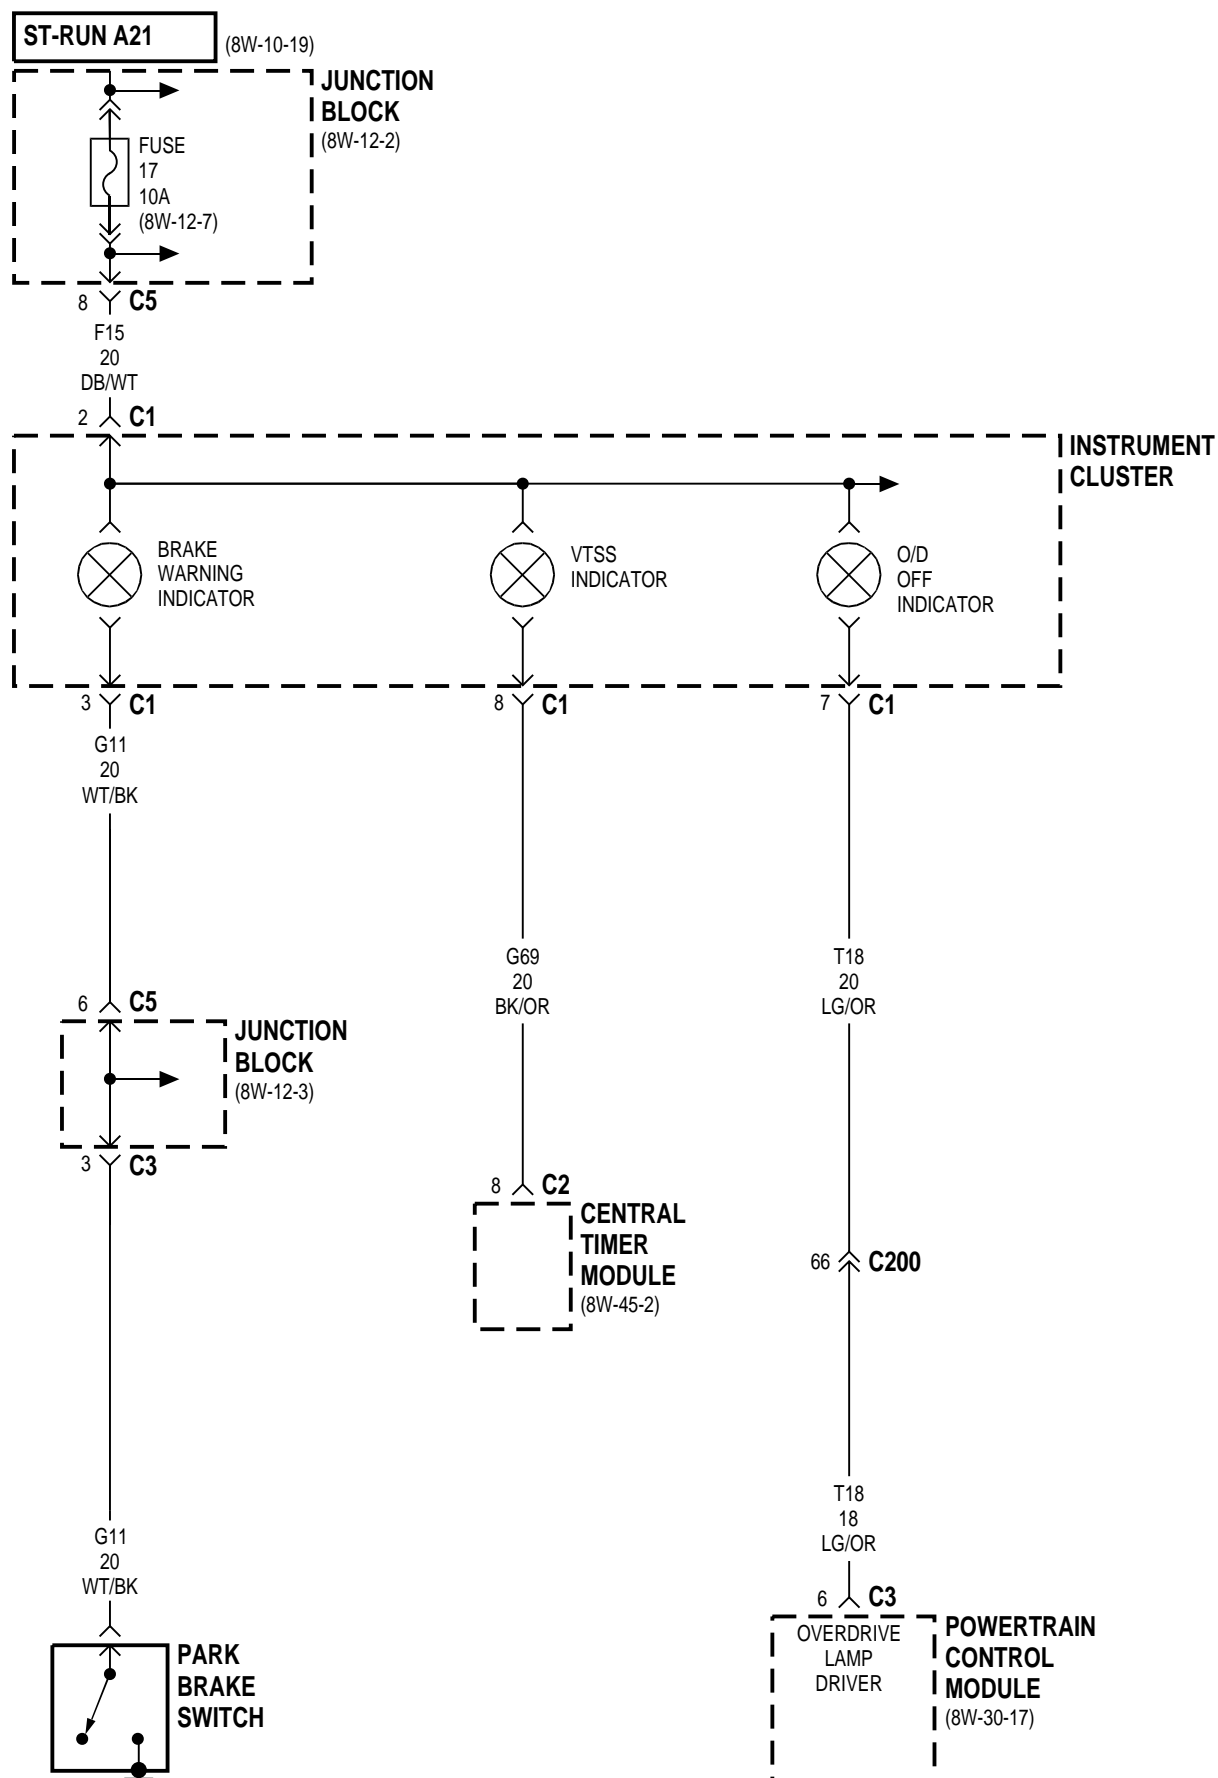 ST-RUN A21
(8W-10-19)
JUNCTION
BLOCK
(8W-12-2)
FUSE
17
10A
(8W-12-7)
8 C5
F15
20
DB/WT
2 C1
INSTRUMENT
CLUSTER
BRAKE
WARNING
INDICATOR
VTSS
INDICATOR
O/D
OFF
INDICATOR
3 C1
8 C1
7 C1
G11
20
WT/BK
G69
20
BK/OR
T18
20
LG/OR
6 C5
JUNCTION
BLOCK
(8W-12-3)
3 C3
8 C2
CENTRAL
TIMER
MODULE
(8W-45-2)
66 C200
T18
18
LG/OR
G11
20
WT/BK
6 C3
OVERDRIVE
LAMP
DRIVER
POWERTRAIN
CONTROL
MODULE
(8W-30-17)
PARK
BRAKE
SWITCH